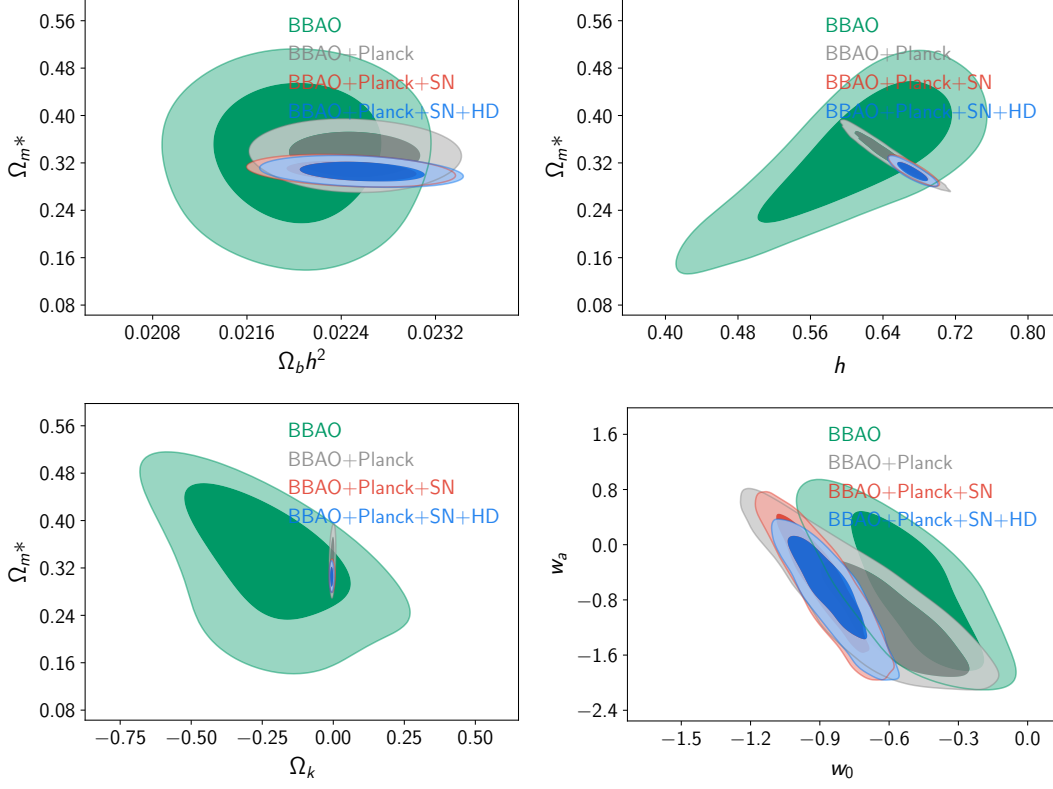 0.56
0.48
0.40
0.32
0.24
0.16
0.08
Ωm*
BBAO
BBAO+Planck
BBAO+Planck+SN
BBAO+Planck+SN+HD
0.0208 0.0216 0.0224 0.0232
Ωbh²
0.56
0.48
0.40
0.32
0.24
0.16
0.08
Ωm*
BBAO
BBAO+Planck
BBAO+Planck+SN
BBAO+Planck+SN+HD
0.40 0.48 0.56 0.64 0.72 0.80
h
0.56
0.48
0.40
0.32
0.24
0.16
0.08
Ωm*
BBAO
BBAO+Planck
BBAO+Planck+SN
BBAO+Planck+SN+HD
−0.75 −0.50 −0.25 0.00 0.25 0.50
Ωk
1.6
0.8
0.0
−0.8
−1.6
−2.4
wa
BBAO
BBAO+Planck
BBAO+Planck+SN
BBAO+Planck+SN+HD
−1.5 −1.2 −0.9 −0.6 −0.3 0.0
w0